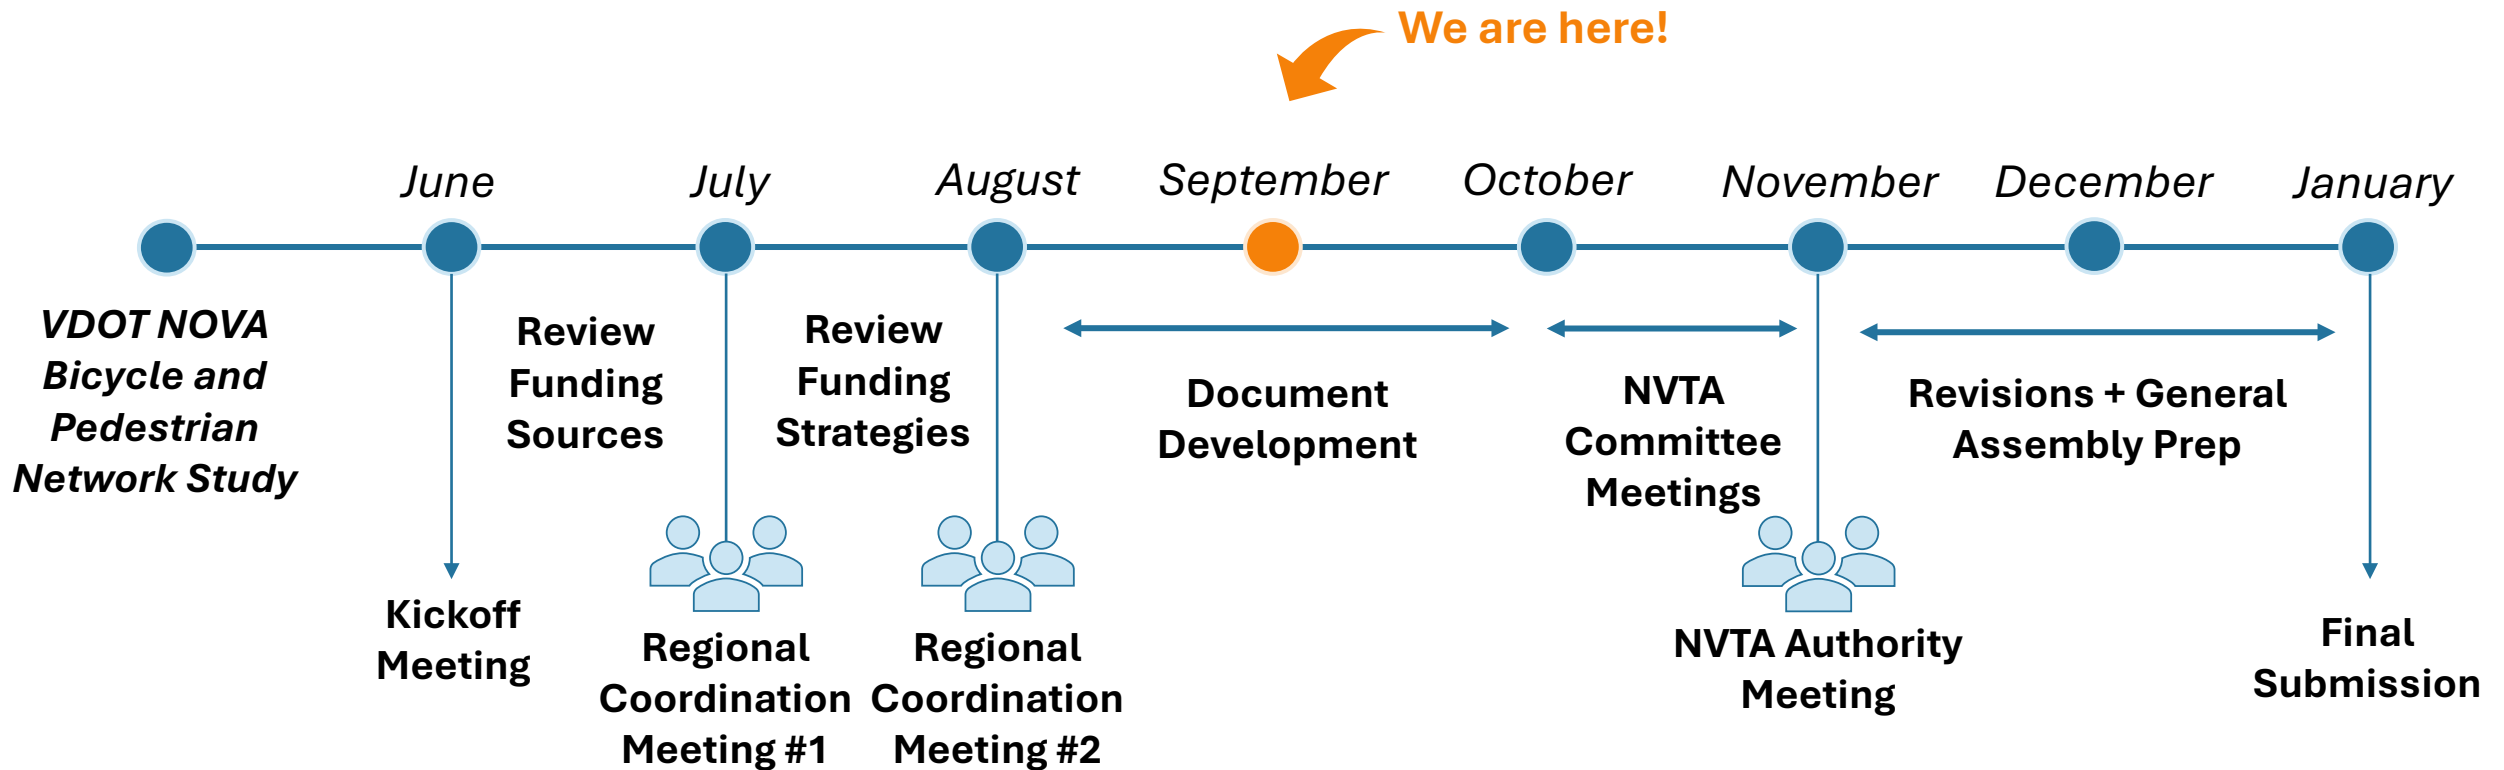 We are here!
June
July
August
September
October
November
December
January
VDOT NOVA
Bicycle and
Pedestrian
Network Study
Review
Funding
Sources
Review
Funding
Strategies
Document
Development
NVTA
Committee
Meetings
Revisions + General
Assembly Prep
Kickoff
Meeting
Regional
Coordination
Meeting #1
Regional
Coordination
Meeting #2
NVTA Authority
Meeting
Final
Submission